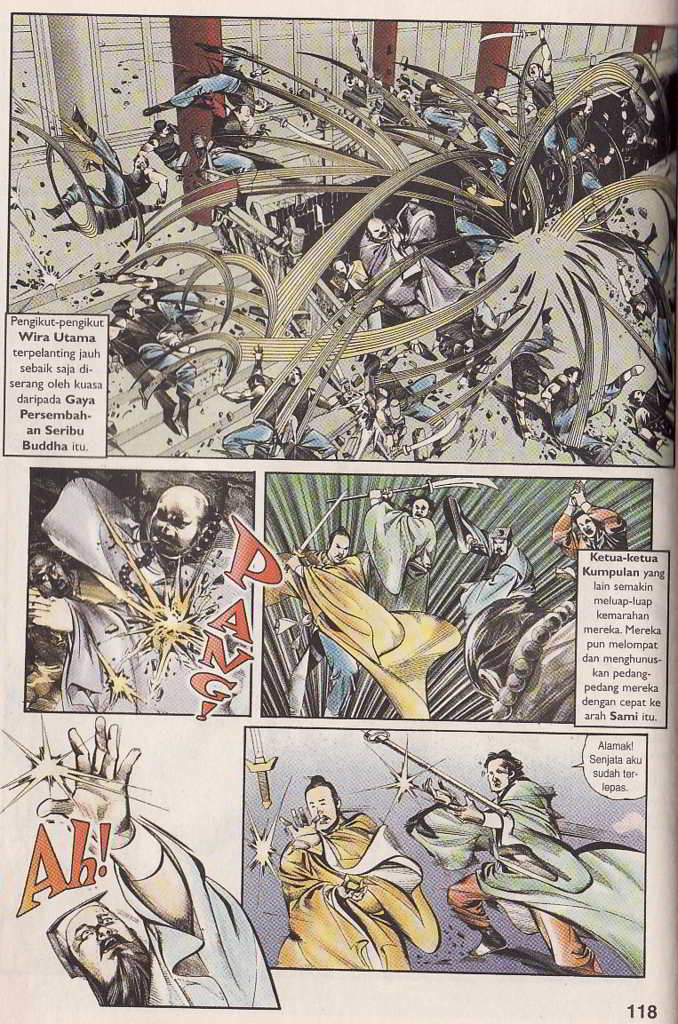 Pengikut-pengikut
Wira Utama
terpelanting jauh
sebaik saja di-
serang oleh kuasa
daripada Gaya
Persembah-
an Seribu
Buddha itu.
PANG!
Ketua-ketua
Kumpulan yang
lain semakin
meluap-luap
kemarahan
mereka. Mereka
pun melompat
dan menghunus-
kan pedang-
pedang mereka
dengan cepat ke
arah Sami itu.
Ah!
Alamak!
Senjata aku
sudah ter-
lepas.
118